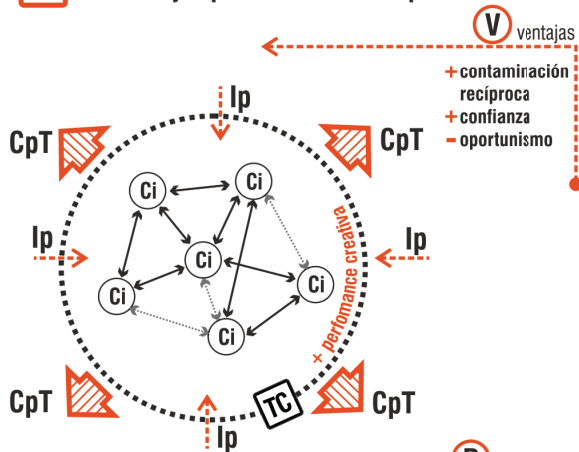 V ventajas
+ contaminación
recíproca
+ confianza
- oportunismo
Ip
CpT
CpT
Ci
Ci
Ip
Ip
Ci
Ci
Ci
Ci
+ perfomance creativa
CpT
TC
CpT
Ip